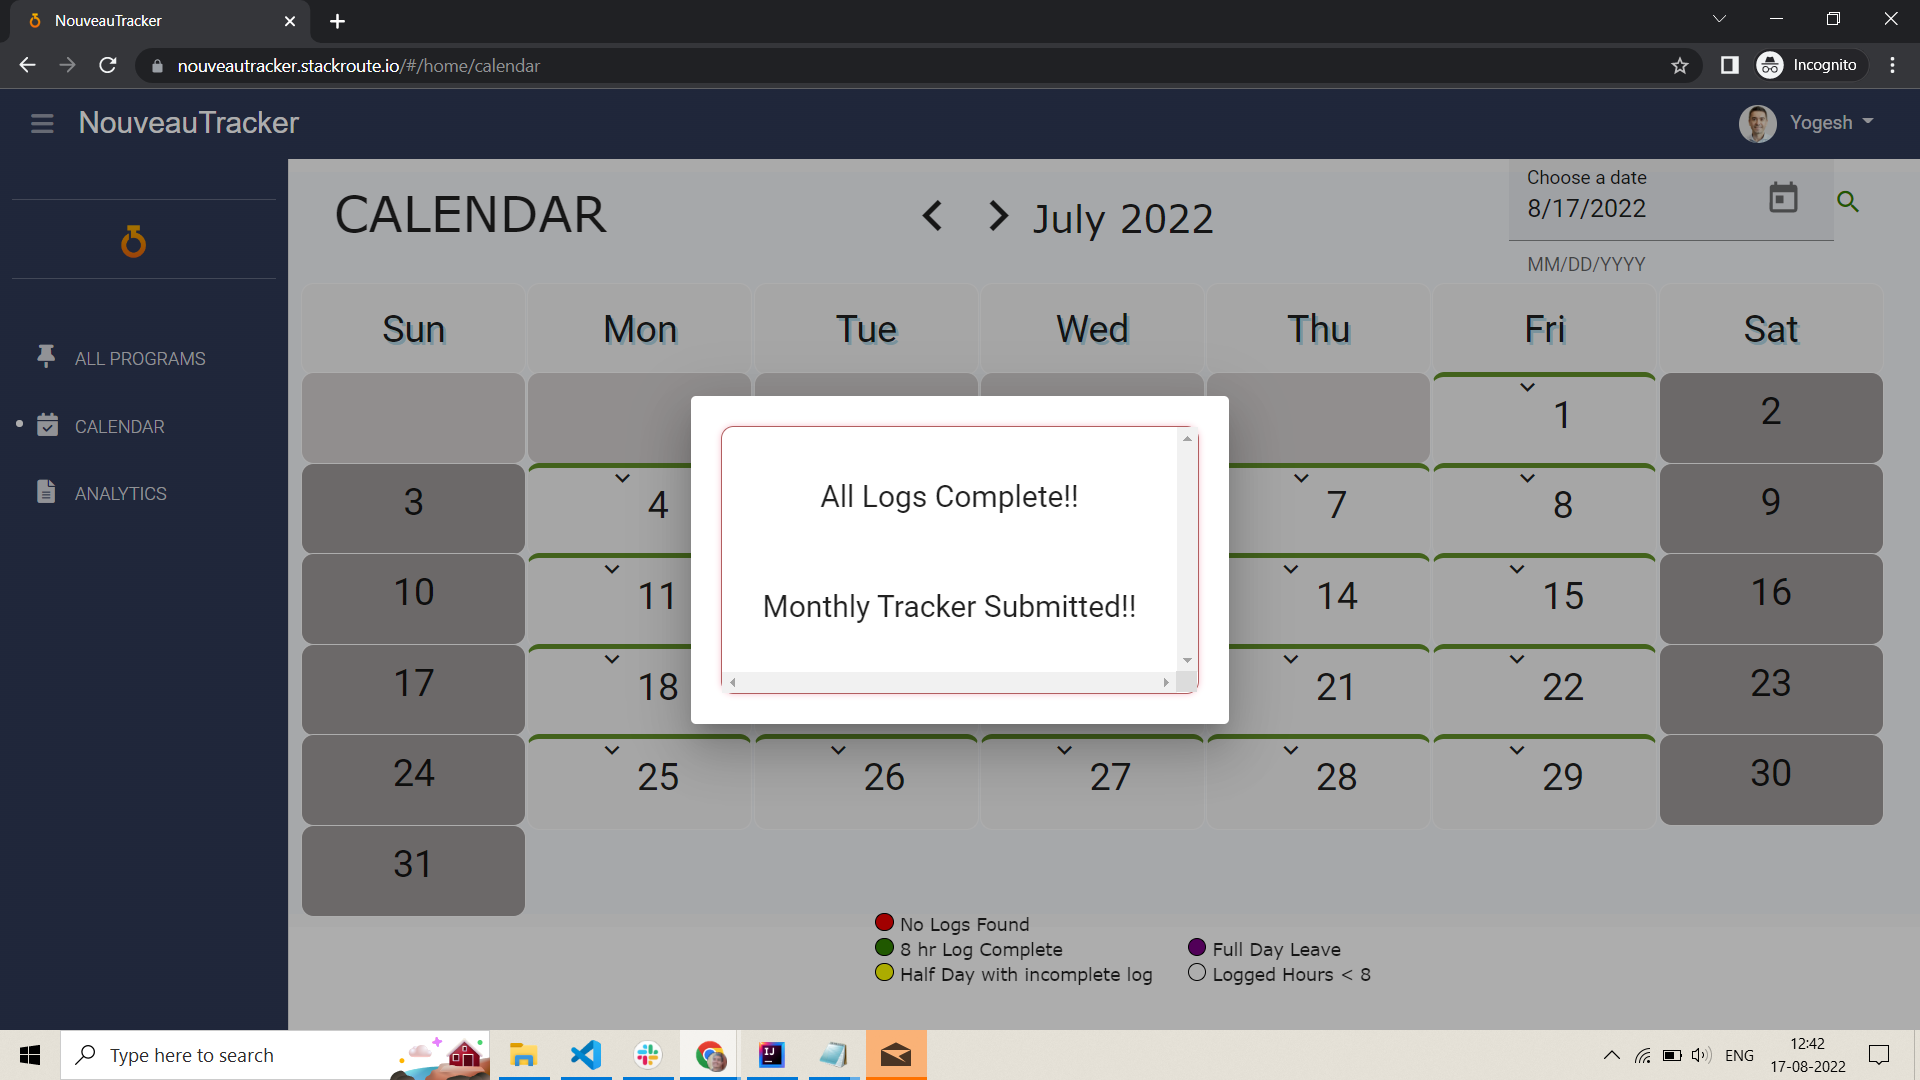 NouveauTracker
nouveautracker.stackroute.io/#/home/calendar
Incognito
NouveauTracker
Yogesh
ALL PROGRAMS
CALENDAR
ANALYTICS
CALENDAR
July 2022
Choose a date
8/17/2022
MM/DD/YYYY
Sun Mon Tue Wed Thu Fri Sat
1 2
3 4 7 8 9
10 11 14 15 16
17 18 21 22 23
24 25 26 27 28 29 30
31
All Logs Complete!!
Monthly Tracker Submitted!!
No Logs Found
8 hr Log Complete
Full Day Leave
Half Day with incomplete log
Logged Hours < 8
Type here to search
IJ
ENG
12:42
17-08-2022